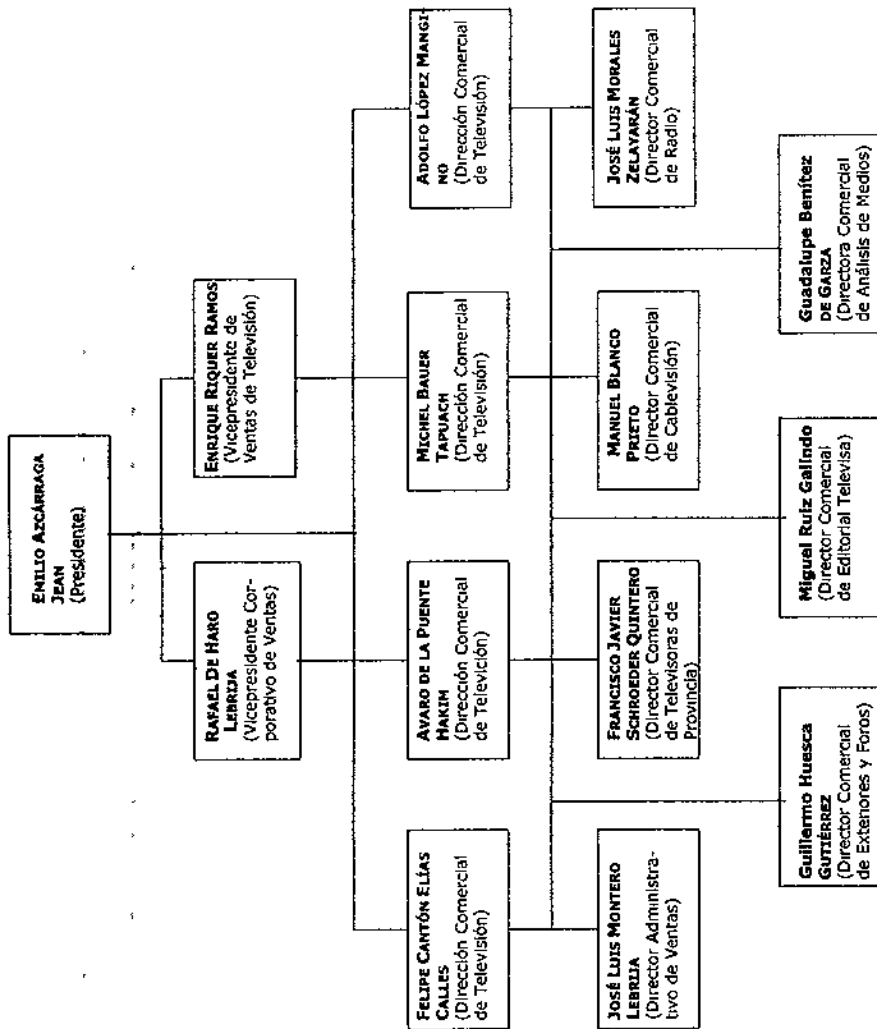 EMILIO AZCÁRRAGA
JEAN
(Presidente)
RAFAEL DE HARO
LEBRIJA
(Vicepresidente Cor-
porativo de Ventas)
ENRIQUE RIQUER RAMOS
(Vicepresidente de
Ventas de Televisión)
FELIPE CANTÓN ELÍAS
CALLES
(Dirección Comercial
de Televisión)
AVARO DE LA PUENTE
HAKIM
(Dirección Comercial
de Televición)
MICHEL BAUER
TAPUACH
(Dirección Comercial
de Televisión)
ADOLFO LÓPEZ MANGI-
NO
(Dirección Comercial
de Televisión)
JOSÉ LUIS MONTERO
LEBRIJA
(Director Administra-
tivo de Ventas)
FRANCISCO JAVIER
SCHROEDER QUINTERO
(Director Comercial
de Televisoras de
Provincia)
MANUEL BLANCO
PRIETO
(Director Comercial
de Cablevisión)
JOSÉ LUIS MORALES
ZELAYARÁN
(Director Comercial
de Radio)
Guillermo Huesca
GUTIÉRREZ
(Director Comercial
de Exteriores y Foros)
Miguel Ruiz Galindo
(Director Comercial
de Editorial Televisa)
Guadalupe Benítez
DE GARZA
(Directora Comercial
de Análisis de Medios)